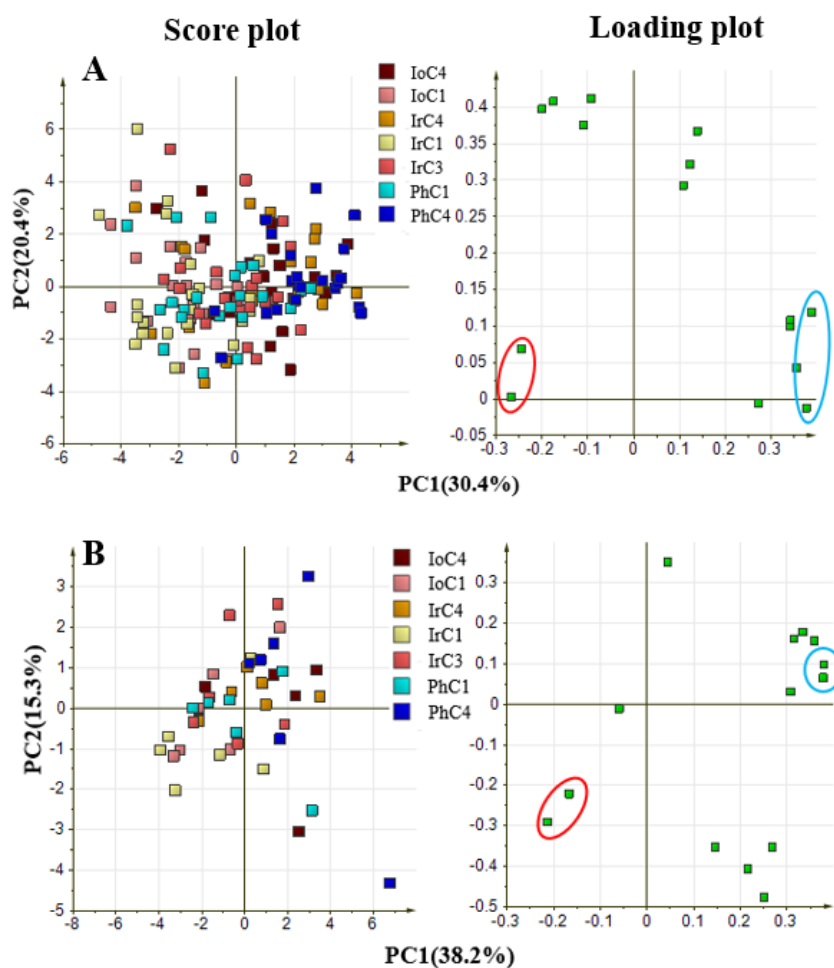 Score plot
Loading plot
A
IoC4
IoC1
IrC4
IrC1
IrC3
PhC1
PhC4
PC2(20.4%)
6
4
2
0
-2
-4
-6
-6
-4
-2
0
2
4
0.4
0.35
0.3
0.25
0.2
0.15
0.1
0.05
0
-0.05
-0.2
-0.1
0
0.1
0.2
0.3
PC1(30.4%)
B
IoC4
IoC1
IrC4
IrC1
IrC3
PhC1
PhC4
PC2(15.3%)
3
2
1
0
-1
-2
-3
-4
-5
-6
-4
-2
0
2
4
6
8
0.3
0.2
0.1
0
-0.1
-0.2
-0.3
-0.4
-0.5
-0.3
-0.2
-0.1
0
0.1
0.2
0.3
PC1(38.2%)